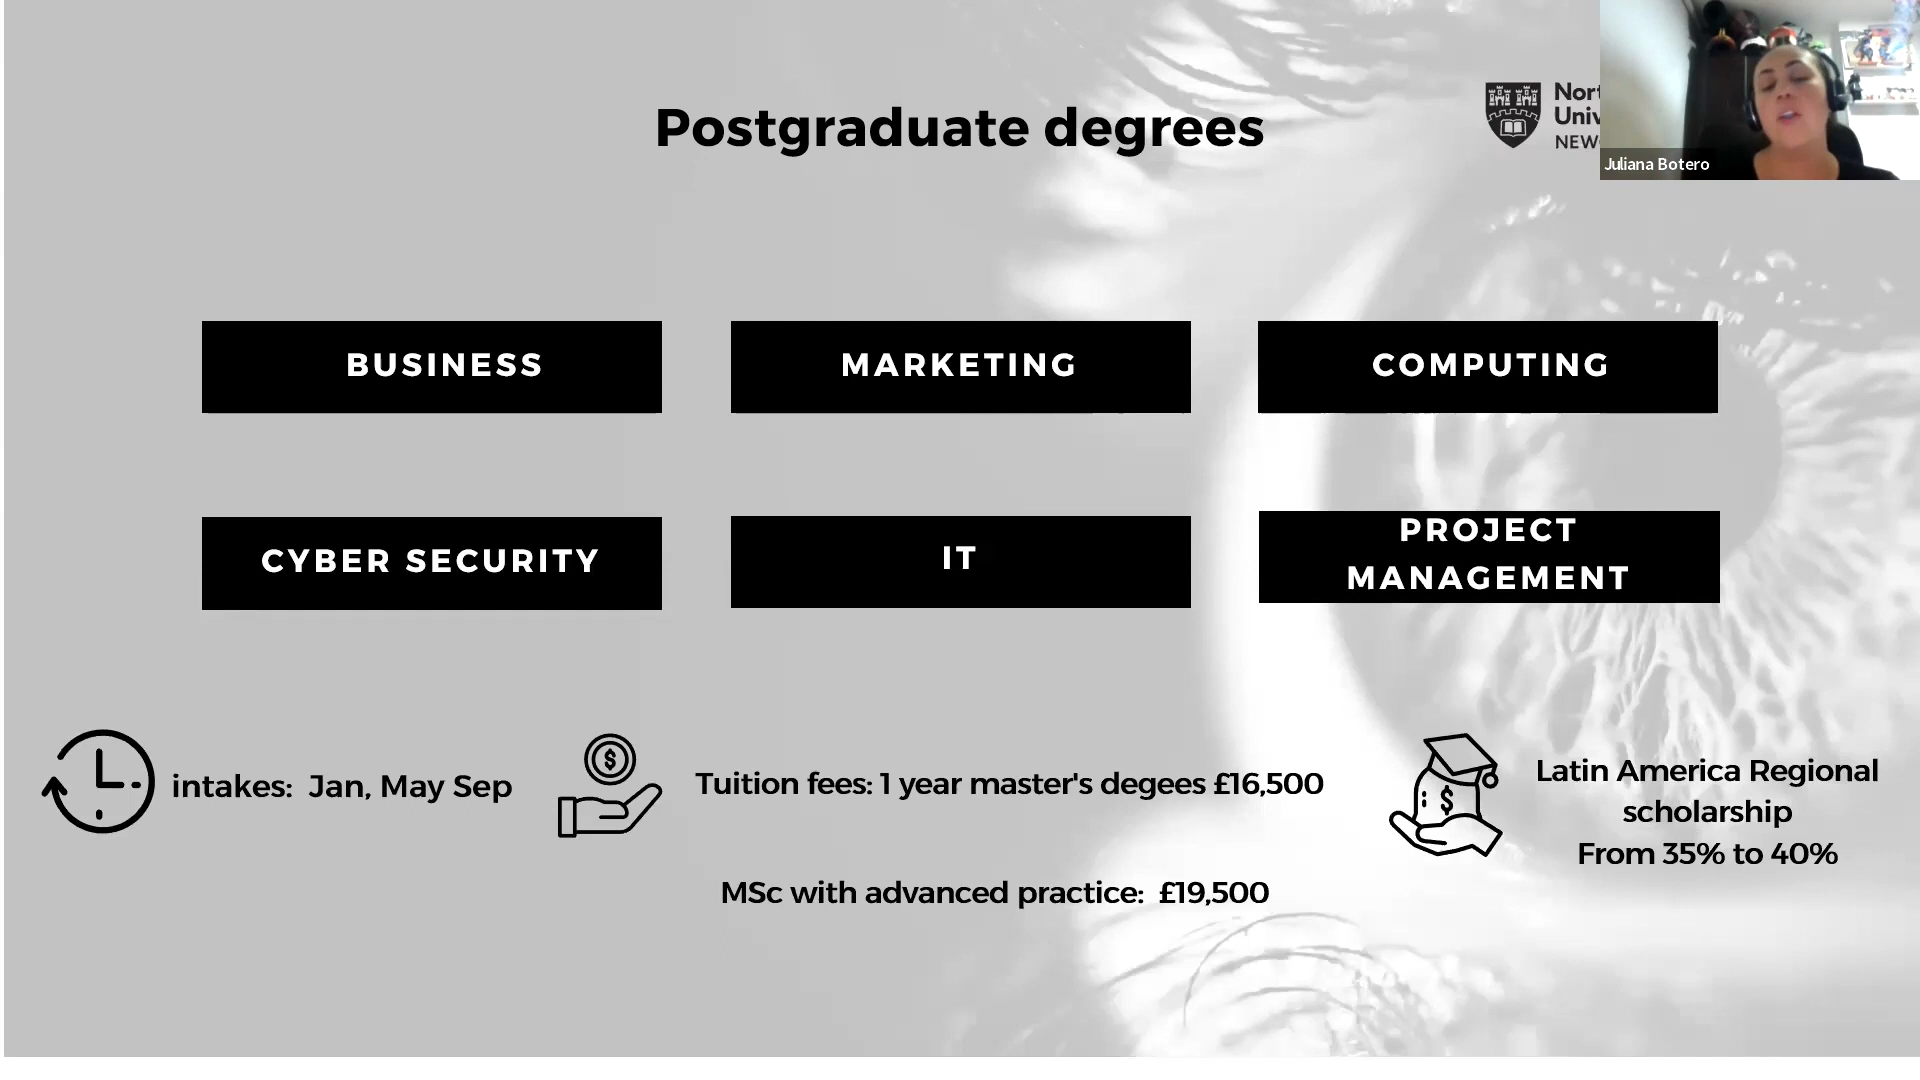 Postgraduate degrees
NEW
Juliana Botero
BUSINESS
MARKETING
COMPUTING
CYBER SECURITY
IT
PROJECT
MANAGEMENT
intakes:  Jan, May Sep
Tuition fees: 1 year master's degees £16,500
MSc with advanced practice:  £19,500
Latin America Regional
scholarship
From 35% to 40%